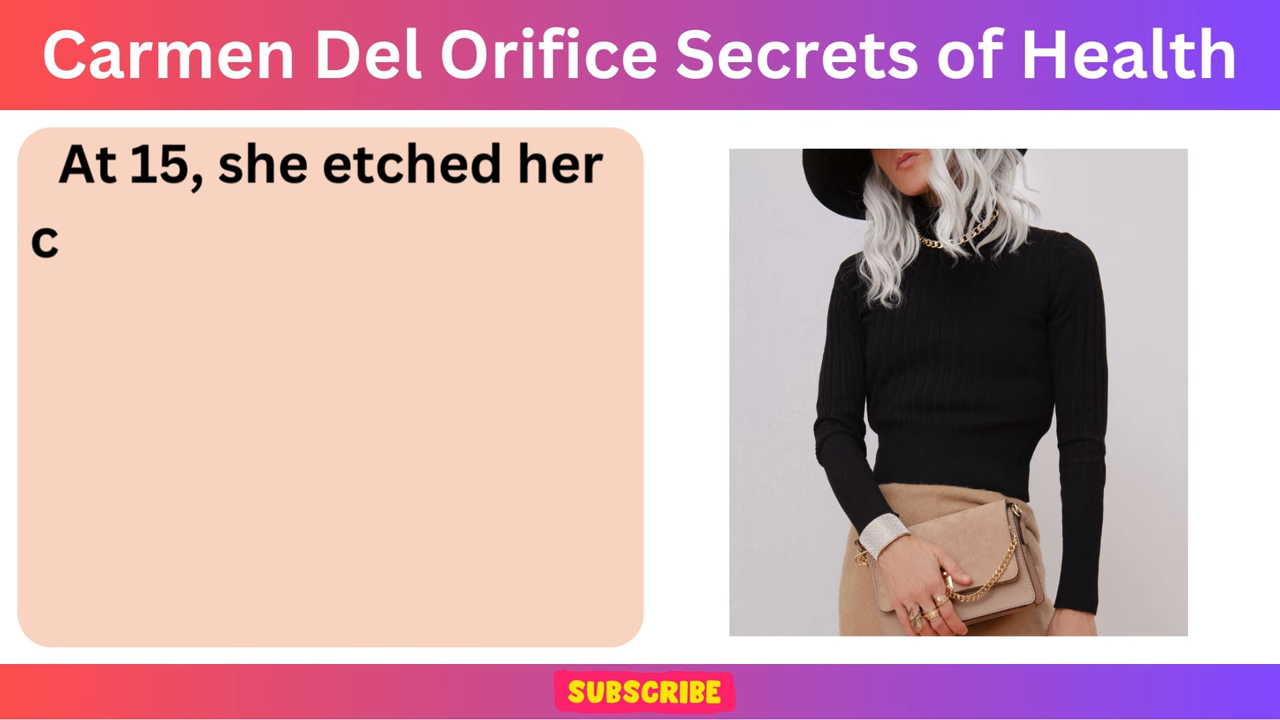 Carmen Del Orifice Secrets of Health
At 15, she etched her
c
SUBSCRIBE